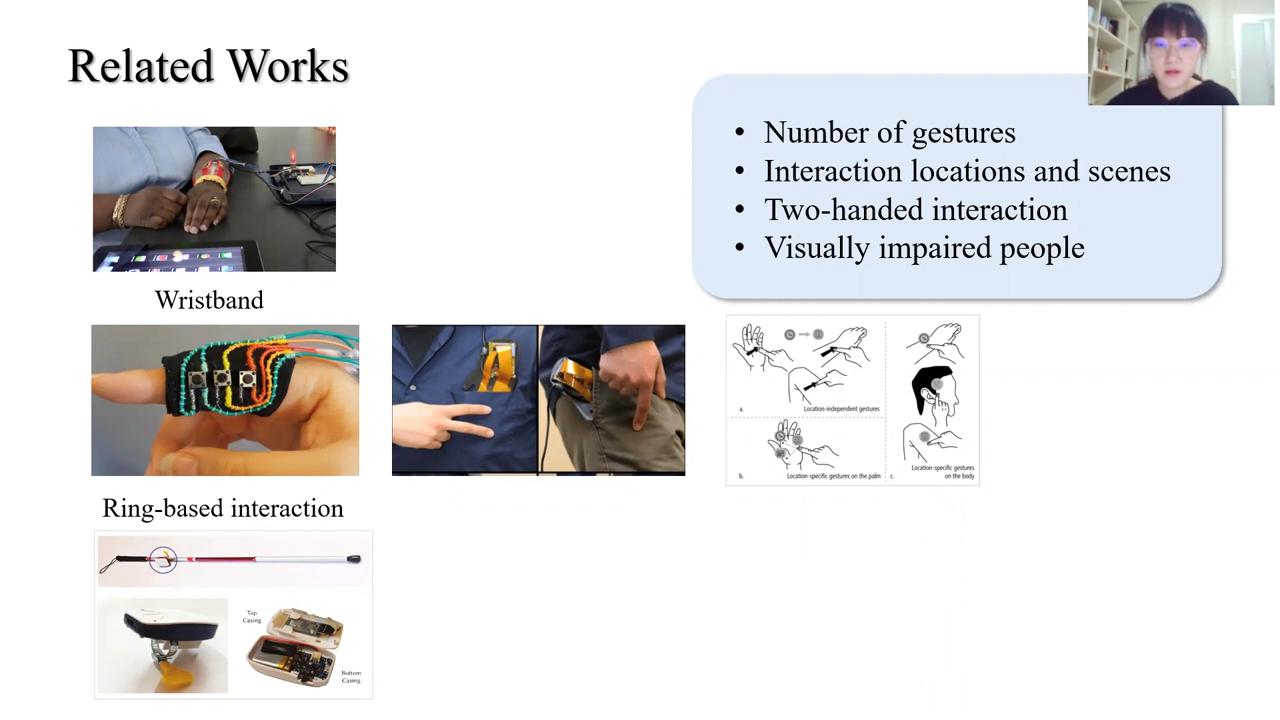 Related Works
• Number of gestures
• Interaction locations and scenes
• Two-handed interaction
• Visually impaired people
Wristband
a.
Location-independent gestures
b.
Location-specific gestures on the palm
c.
Location-specific gestures
on the body
Ring-based interaction
Top
Casing
Bottom
Casing